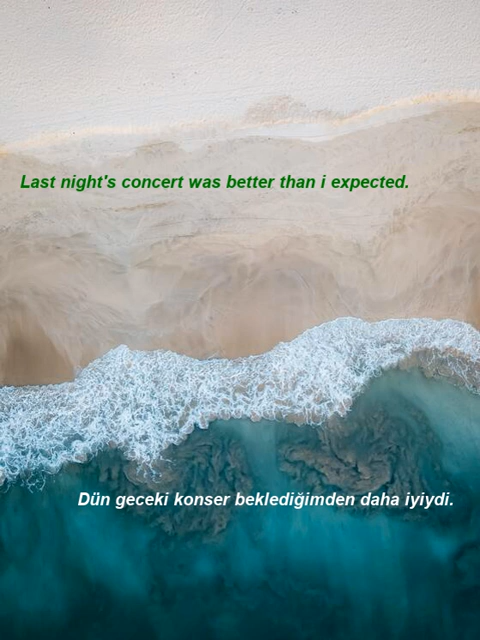 Last night's concert was better than i expected.
Dün geceki konser beklediğimden daha iyiydi.